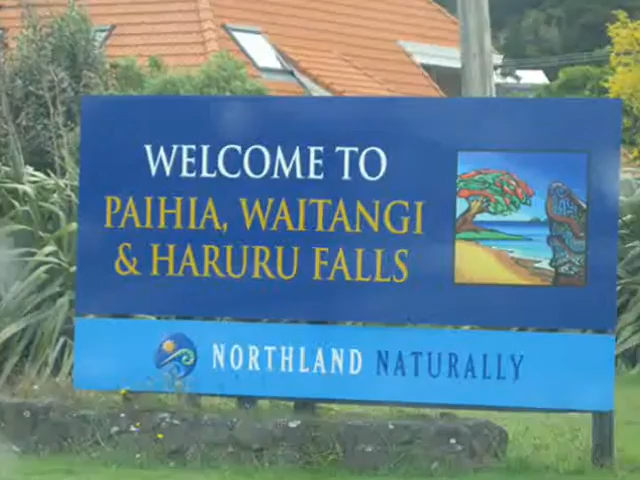 WELCOME TO
PAIHIA, WAITANGI
& HARURU FALLS
NORTHLAND NATURALLY